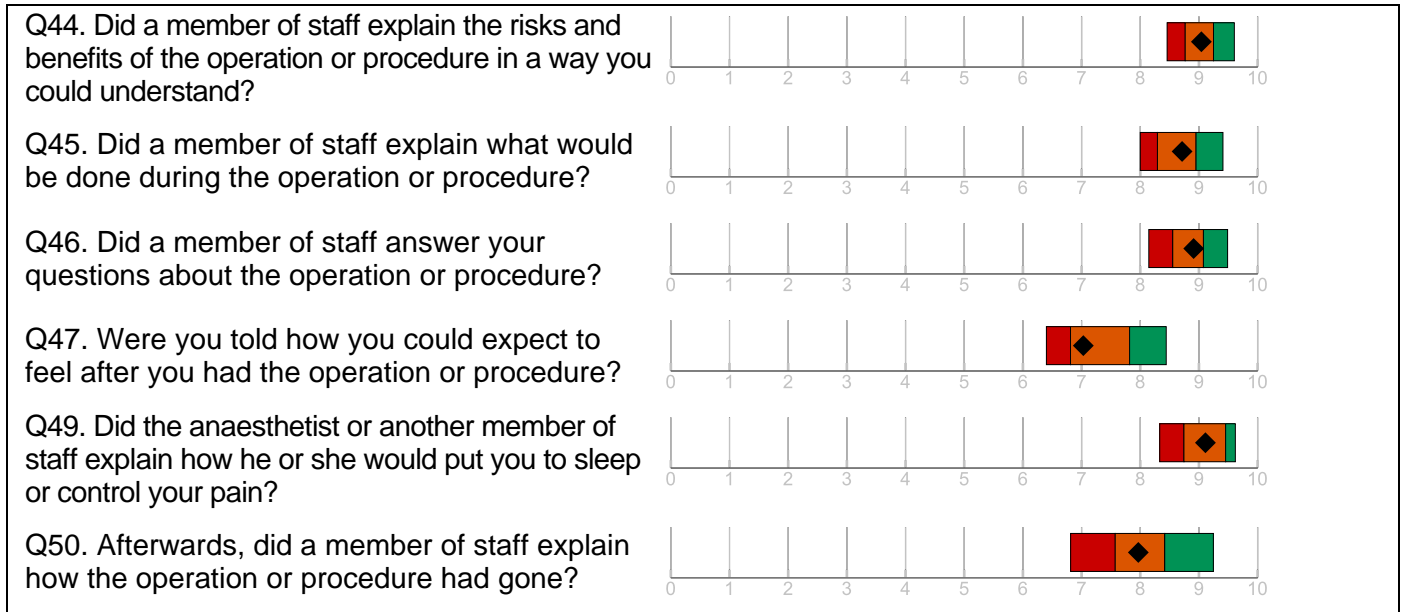 Q44. Did a member of staff explain the risks and
benefits of the operation or procedure in a way you
could understand?
0 1 2 3 4 5 6 7 8 9 10
Q45. Did a member of staff explain what would
be done during the operation or procedure?
0 1 2 3 4 5 6 7 8 9 10
Q46. Did a member of staff answer your
questions about the operation or procedure?
0 1 2 3 4 5 6 7 8 9 10
Q47. Were you told how you could expect to
feel after you had the operation or procedure?
0 1 2 3 4 5 6 7 8 9 10
Q49. Did the anaesthetist or another member of
staff explain how he or she would put you to sleep
or control your pain?
0 1 2 3 4 5 6 7 8 9 10
Q50. Afterwards, did a member of staff explain
how the operation or procedure had gone?
0 1 2 3 4 5 6 7 8 9 10